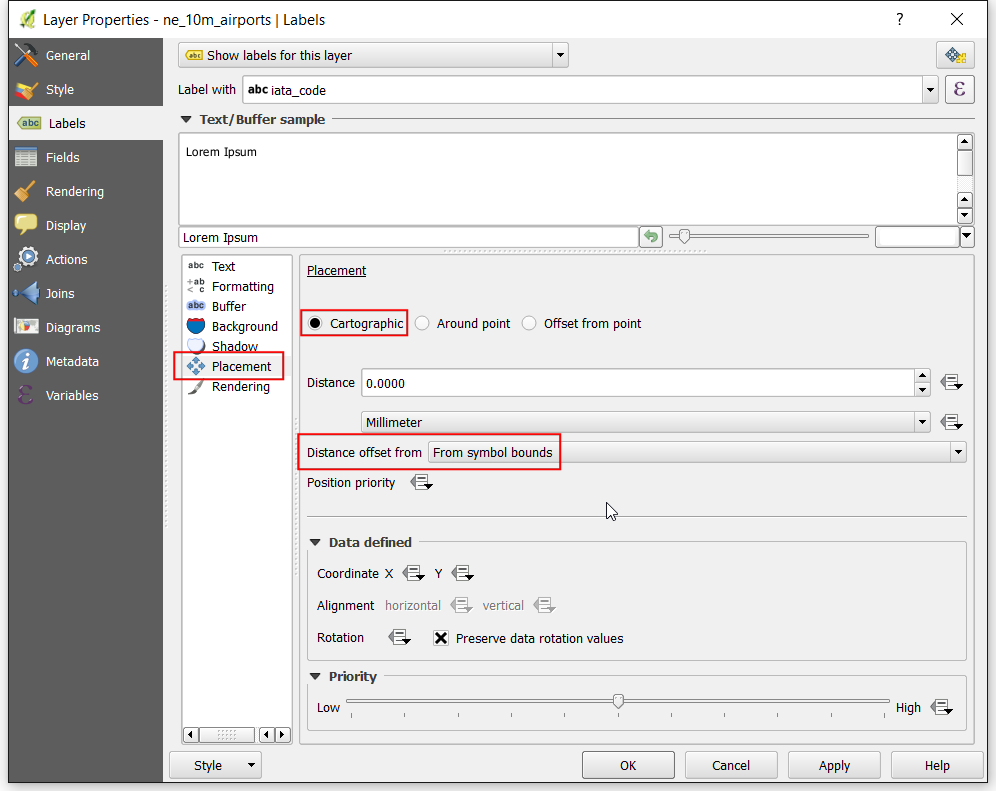 Layer Properties - ne_10m_airports | Labels ?
General
Style
Labels
Fields
Rendering
Display
Actions
Joins
Diagrams
Metadata
Variables
abc
abc Show labels for this layer
Label with abc iata_code ε
Text/Buffer sample
Lorem Ipsum
Lorem Ipsum
abc Text
+ab < c Formatting
abc Buffer
Background
Shadow
Placement
Rendering
Placement
Cartographic Around point Offset from point
Distance 0.0000
Millimeter
Distance offset from From symbol bounds
Position priority
Data defined
Coordinate X Y
Alignment horizontal vertical
Rotation Preserve data rotation values
Priority
Low High
Style OK Cancel Apply Help